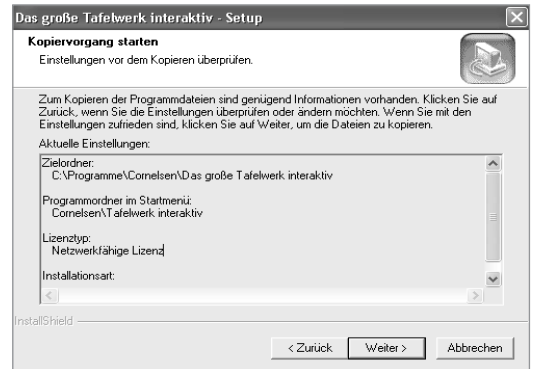 Das große Tafelwerk interaktiv - Setup
Kopiervorgang starten
Einstellungen vor dem Kopieren überprüfen.
Zum Kopieren der Programmdateien sind genügend Informationen vorhanden. Klicken Sie auf
Zurück, wenn Sie die Einstellungen überprüfen oder ändern möchten. Wenn Sie mit den
Einstellungen zufrieden sind, klicken Sie auf Weiter, um die Dateien zu kopieren.
Aktuelle Einstellungen:
Zielordner:
C:\Programme\Cornelsen\Das große Tafelwerk interaktiv
Programmordner im Startmenü:
Cornelsen\Tafelwerk interaktiv
Lizenztyp:
Netzwerkfähige Lizenz
Installationsart:
InstallShield
< Zurück Weiter > Abbrechen